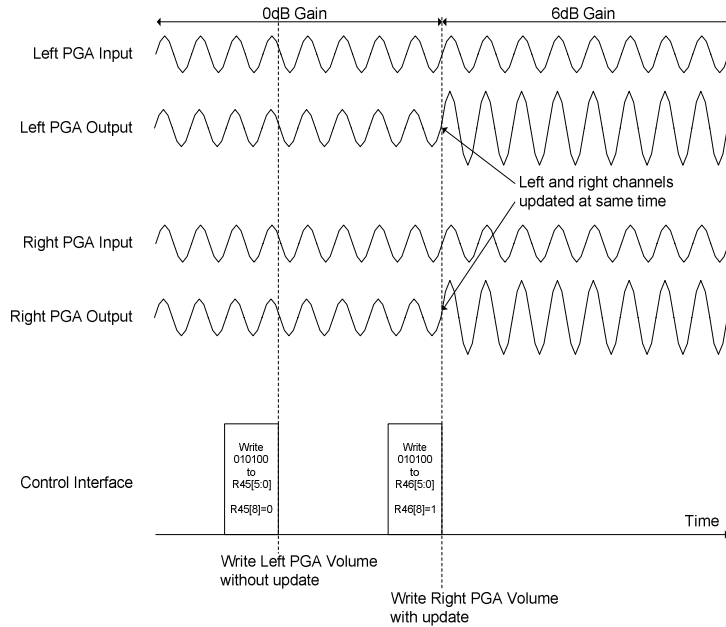 0dB Gain
6dB Gain
Left PGA Input
Left PGA Output
Left and right channels
updated at same time
Right PGA Input
Right PGA Output
Control Interface
Write
010100
to
R45[5:0]
R45[8]=0
Write
010100
to
R46[5:0]
R46[8]=1
Time
Write Left PGA Volume
without update
Write Right PGA Volume
with update